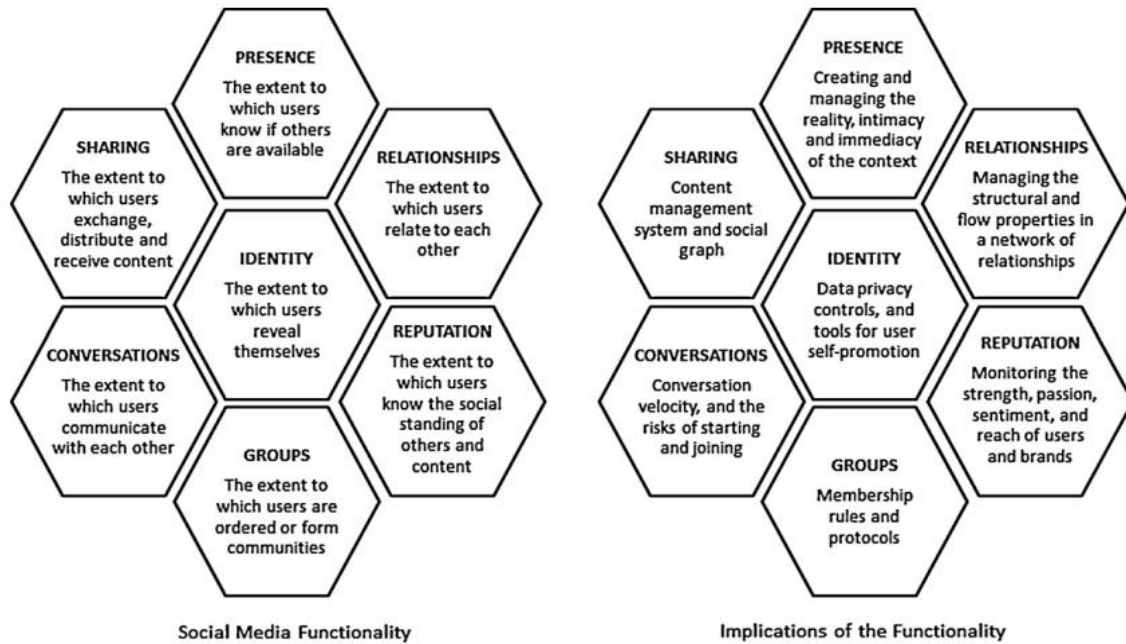 PRESENCE
The extent to
which users
know if others
are available
SHARING
The extent to
which users
exchange,
distribute and
receive content
RELATIONSHIPS
The extent to
which users
relate to each
other
IDENTITY
The extent to
which users
reveal
themselves
CONVERSATIONS
The extent to
which users
communicate
with each other
REPUTATION
The extent to
which users
know the social
standing of
others and
content
GROUPS
The extent to
which users are
ordered or form
communities
Social Media Functionality
PRESENCE
Creating and
managing the
reality, intimacy
and immediacy
of the context
SHARING
Content
management
system and social
graph
RELATIONSHIPS
Managing the
structural and
flow properties in
a network of
relationships
IDENTITY
Data privacy
controls, and
tools for user
self-promotion
CONVERSATIONS
Conversation
velocity, and the
risks of starting
and joining
REPUTATION
Monitoring the
strength, passion,
sentiment, and
reach of users
and brands
GROUPS
Membership
rules and
protocols
Implications of the Functionality